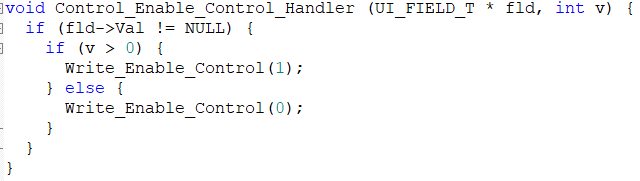 void Control_Enable_Control_Handler (UI_FIELD_T * fld, int v) {
  if (fld->Val != NULL) {
    if (v > 0) {
      Write_Enable_Control(1);
    } else {
      Write_Enable_Control(0);
    }
  }
}